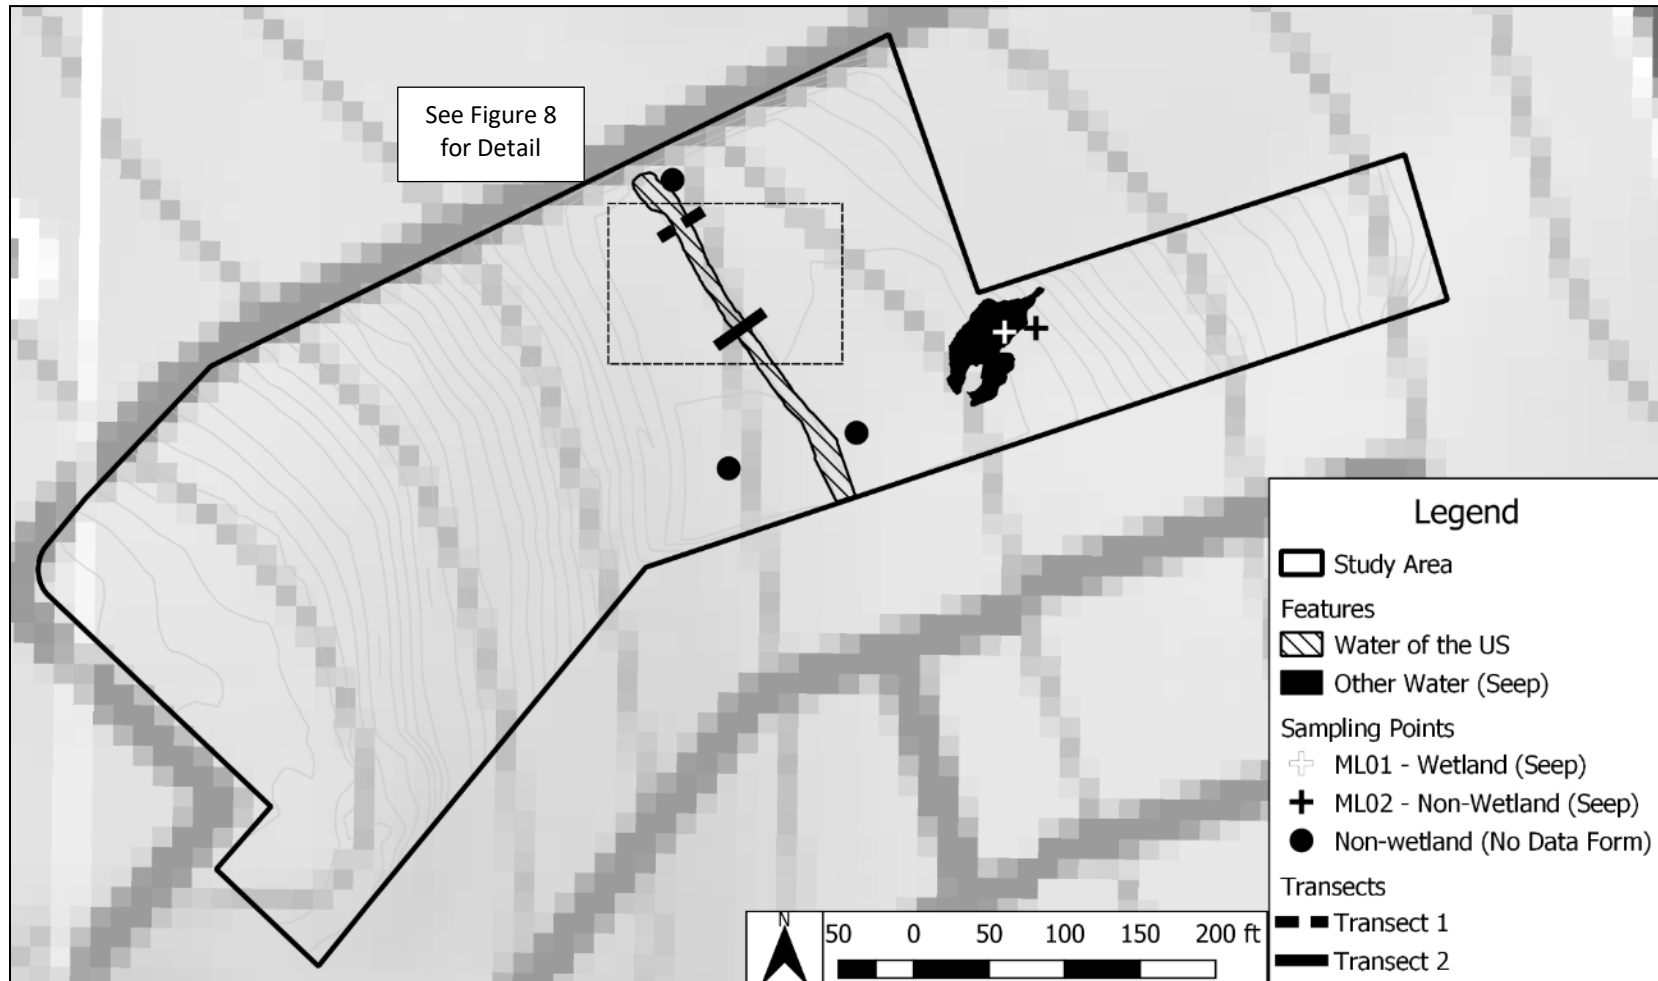 See Figure 8
for Detail
Legend
Study Area
Features
Water of the US
Other Water (Seep)
Sampling Points
ML01 - Wetland (Seep)
ML02 - Non-Wetland (Seep)
Non-wetland (No Data Form)
Transects
Transect 1
Transect 2
N
50 0 50 100 150 200 ft